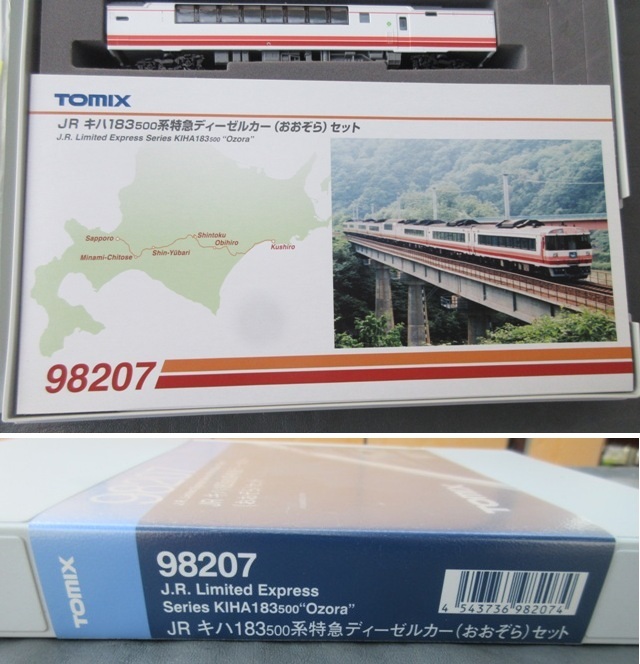 TOMIX
JR キハ183500系特急ディーゼルカー(おおぞら)セット
J.R. Limited Express Series KIHA183500 "Ozora"
Sapporo
Shintoku
Obihiro
Kushiro
Minami-Chitose
Shin-Yūbari
98207
98207
TOMIX
TOMIX
98207
J.R. Limited Express
Series KIHA183500"Ozora"
JR キハ183500系特急ディーゼルカー(おおぞら)セット
4 543736 982074